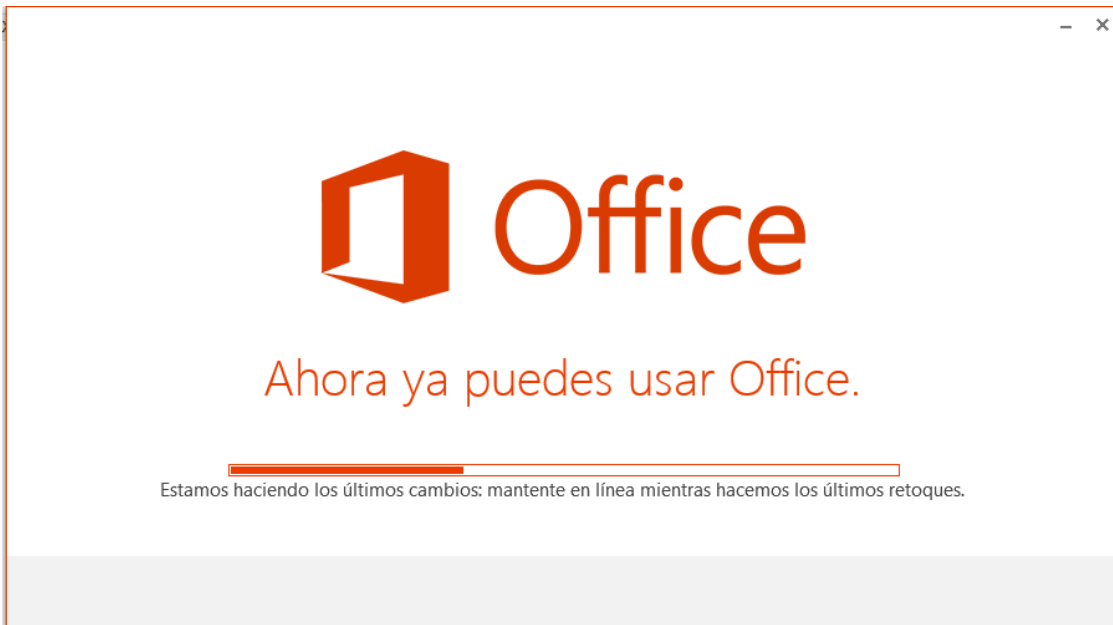 Office
Ahora ya puedes usar Office.
Estamos haciendo los últimos cambios: mantente en línea mientras hacemos los últimos retoques.